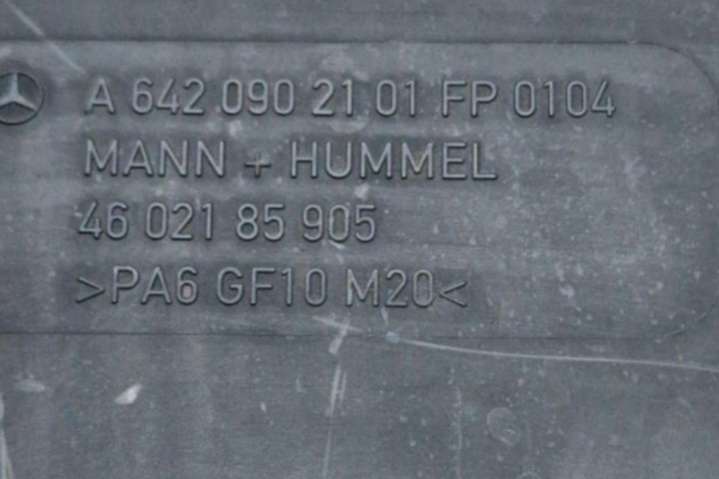 A 642 090 21 01 FP 0104
MANN + HUMMEL
46 021 85 905
>PA6 GF10 M20<